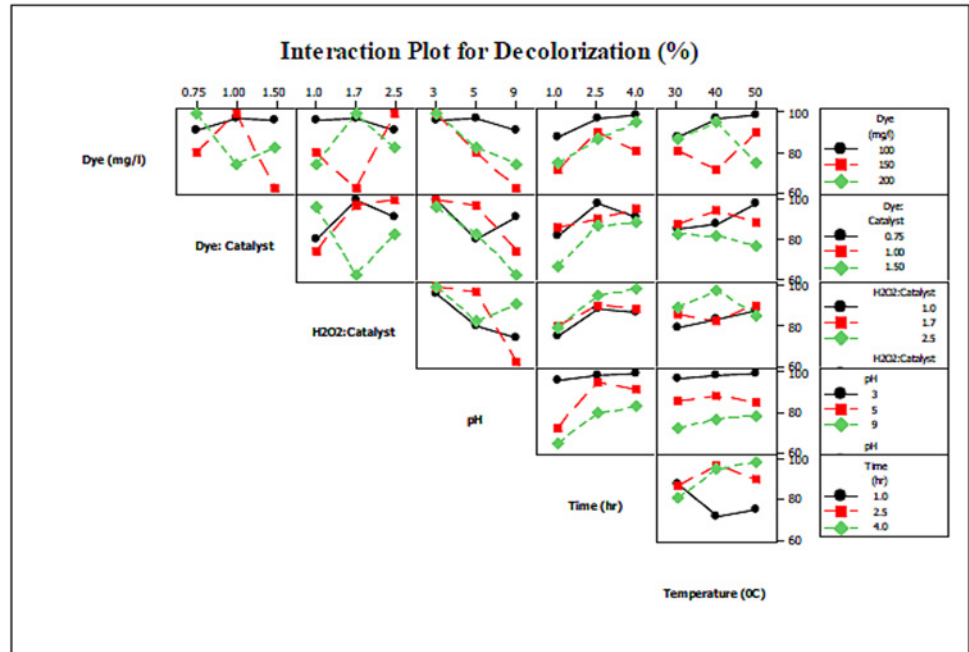 Interaction Plot for Decolorization (%)
0.75 1.00 1.50 1.0 1.7 2.5 3 5 9 1.0 2.5 4.0 30 40 50
Dye (mg/l)
100
80
60
Dye
(mg/l)
100
150
200
Dye: Catalyst
100
80
60
Dye:
Catalyst
0.75
1.00
1.50
H2O2:Catalyst
100
80
60
H2O2:Catalyst
1.0
1.7
2.5
H2O2:Catalyst
pH
100
80
60
pH
3
5
9
pH
Time (hr)
100
80
60
Time
(hr)
1.0
2.5
4.0
Temperature (0C)